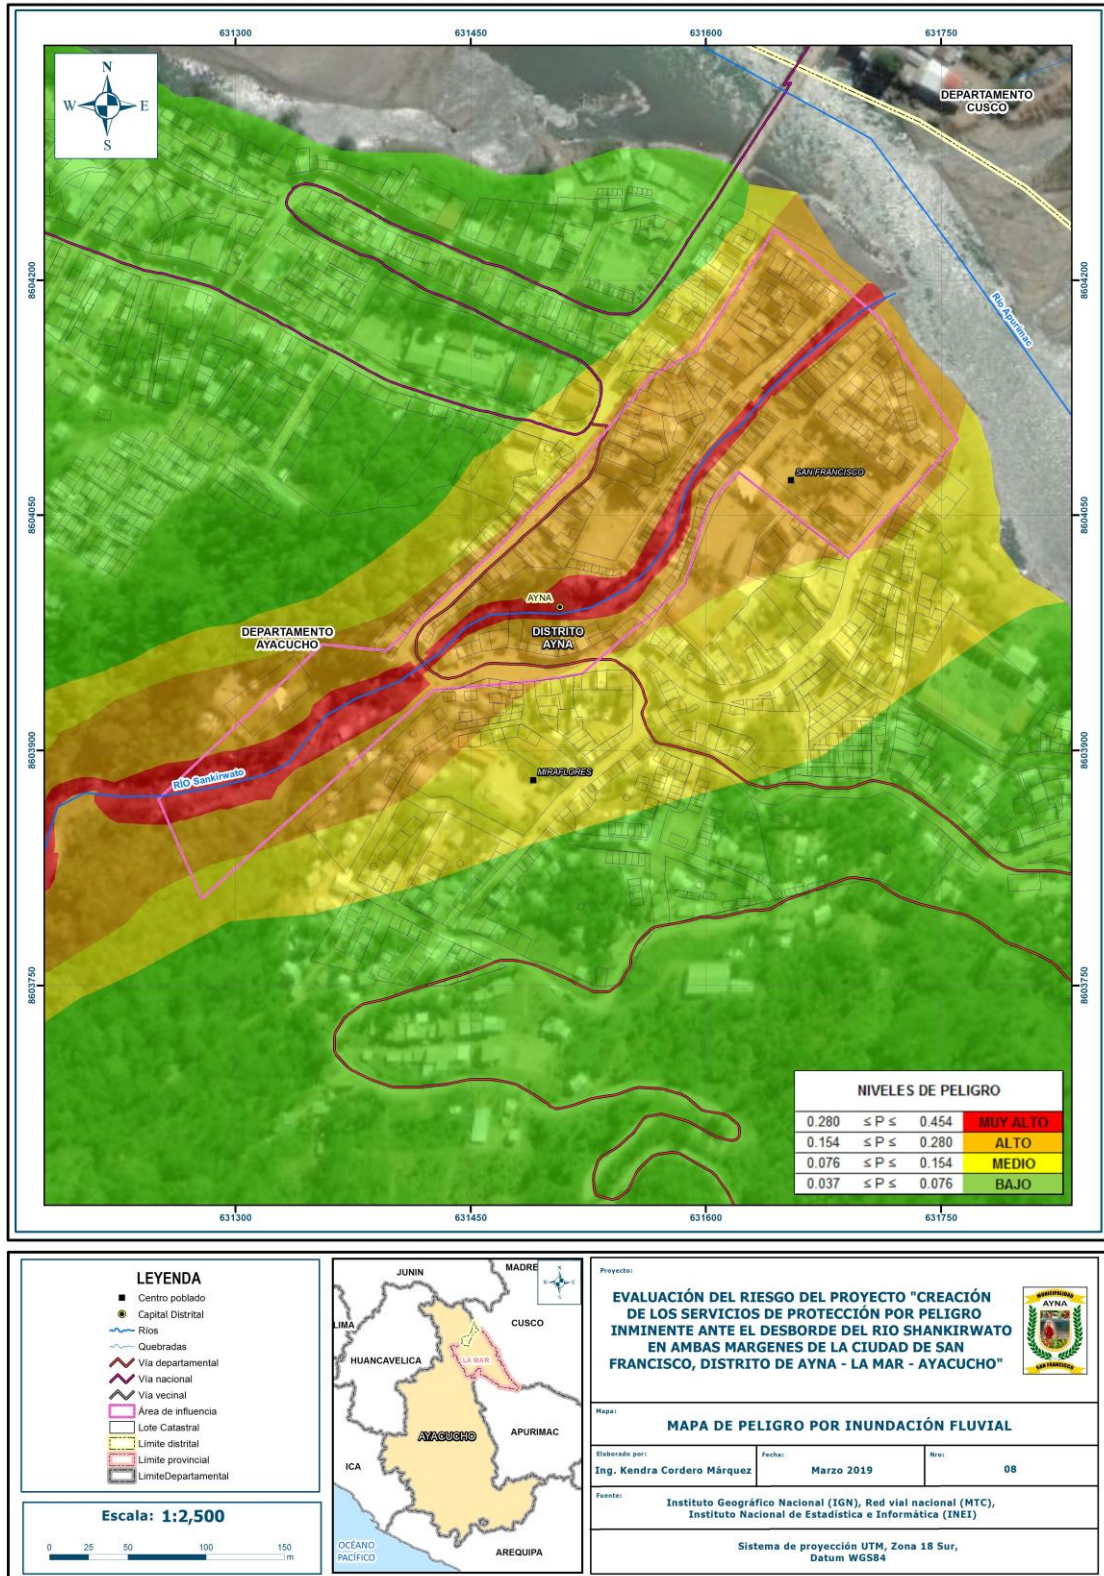 631300
631450
631600
631750
N
W
E
S
DEPARTAMENTO
CUSCO
8604200
8604200
Río Apurímac
SAN FRANCISCO
8604050
8604050
AYNA
DISTRITO
AYNA
DEPARTAMENTO
AYACUCHO
8603900
8603900
RÍO Sankirwato
MIRAFLORES
8603750
8603750
NIVELES DE PELIGRO
0.280 ≤ P ≤ 0.454 MUY ALTO
0.154 ≤ P ≤ 0.280 ALTO
0.076 ≤ P ≤ 0.154 MEDIO
0.037 ≤ P ≤ 0.076 BAJO
631300
631450
631600
631750
LEYENDA
Centro poblado
Capital Distrital
Ríos
Quebradas
Vía departamental
Vía nacional
Vía vecinal
Área de influencia
Lote Catastral
Límite distrital
Límite provincial
LimiteDepartamental
Escala: 1:2,500
0 25 50 100 150
m
JUNIN
MADRE
LIMA
CUSCO
HUANCAVELICA
LA MAR
AYACUCHO
APURIMAC
ICA
OCÉANO
PACÍFICO
AREQUIPA
Proyecto:
EVALUACIÓN DEL RIESGO DEL PROYECTO "CREACIÓN
DE LOS SERVICIOS DE PROTECCIÓN POR PELIGRO
INMINENTE ANTE EL DESBORDE DEL RIO SHANKIRWATO
EN AMBAS MARGENES DE LA CIUDAD DE SAN
FRANCISCO, DISTRITO DE AYNA - LA MAR - AYACUCHO"
MUNICIPALIDAD
AYNA
SAN FRANCISCO
Mapa:
MAPA DE PELIGRO POR INUNDACIÓN FLUVIAL
Elaborado por:
Ing. Kendra Cordero Márquez
Fecha:
Marzo 2019
Nro:
08
Fuente:
Instituto Geográfico Nacional (IGN), Red vial nacional (MTC),
Instituto Nacional de Estadística e Informática (INEI)
Sistema de proyección UTM, Zona 18 Sur,
Datum WGS84